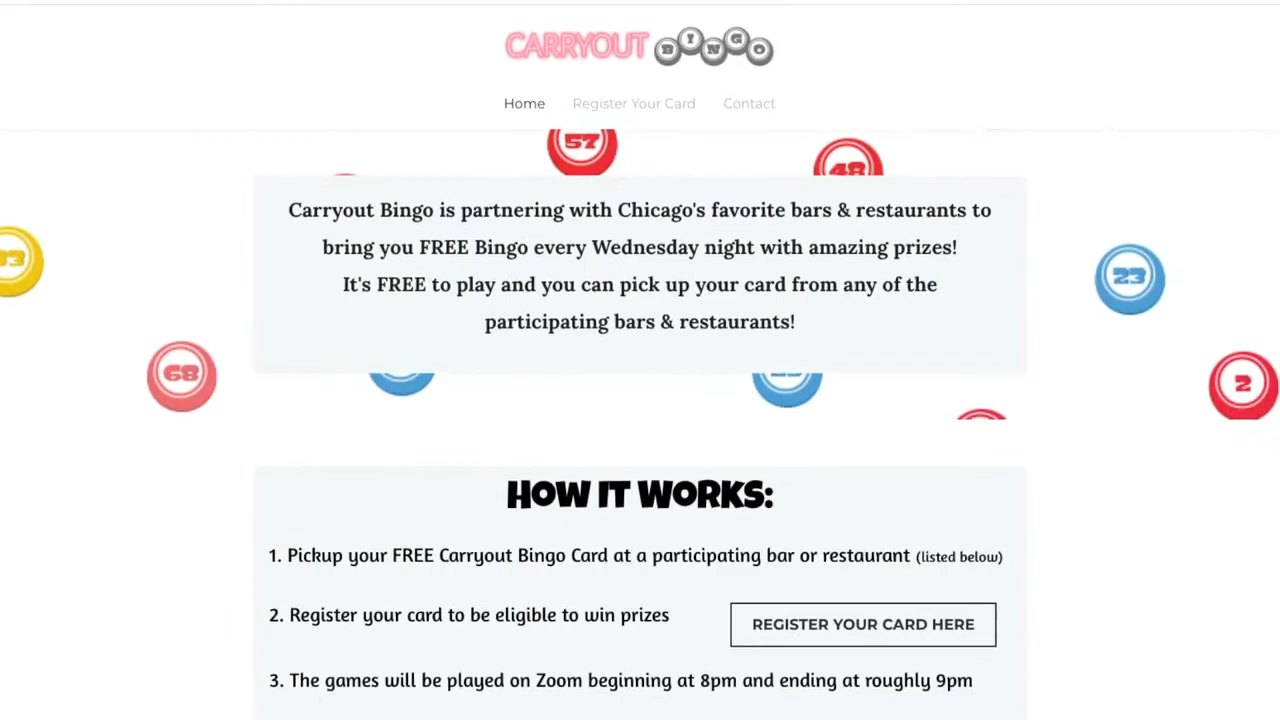 CARRYOUT BINGO
Home Register Your Card Contact
57
48
Carryout Bingo is partnering with Chicago's favorite bars & restaurants to
bring you FREE Bingo every Wednesday night with amazing prizes!
It's FREE to play and you can pick up your card from any of the
participating bars & restaurants!
23
68
2
HOW IT WORKS:
1. Pickup your FREE Carryout Bingo Card at a participating bar or restaurant (listed below)
2. Register your card to be eligible to win prizes
REGISTER YOUR CARD HERE
3. The games will be played on Zoom beginning at 8pm and ending at roughly 9pm